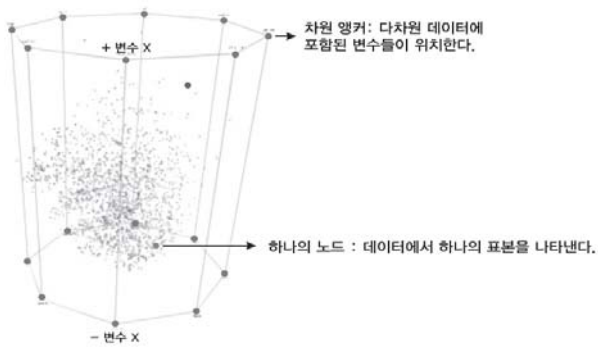 차원 앵커: 다차원 데이터에
포함된 변수들이 위치한다.
+ 변수 X
하나의 노드 : 데이터에서 하나의 표본을 나타낸다.
− 변수 X